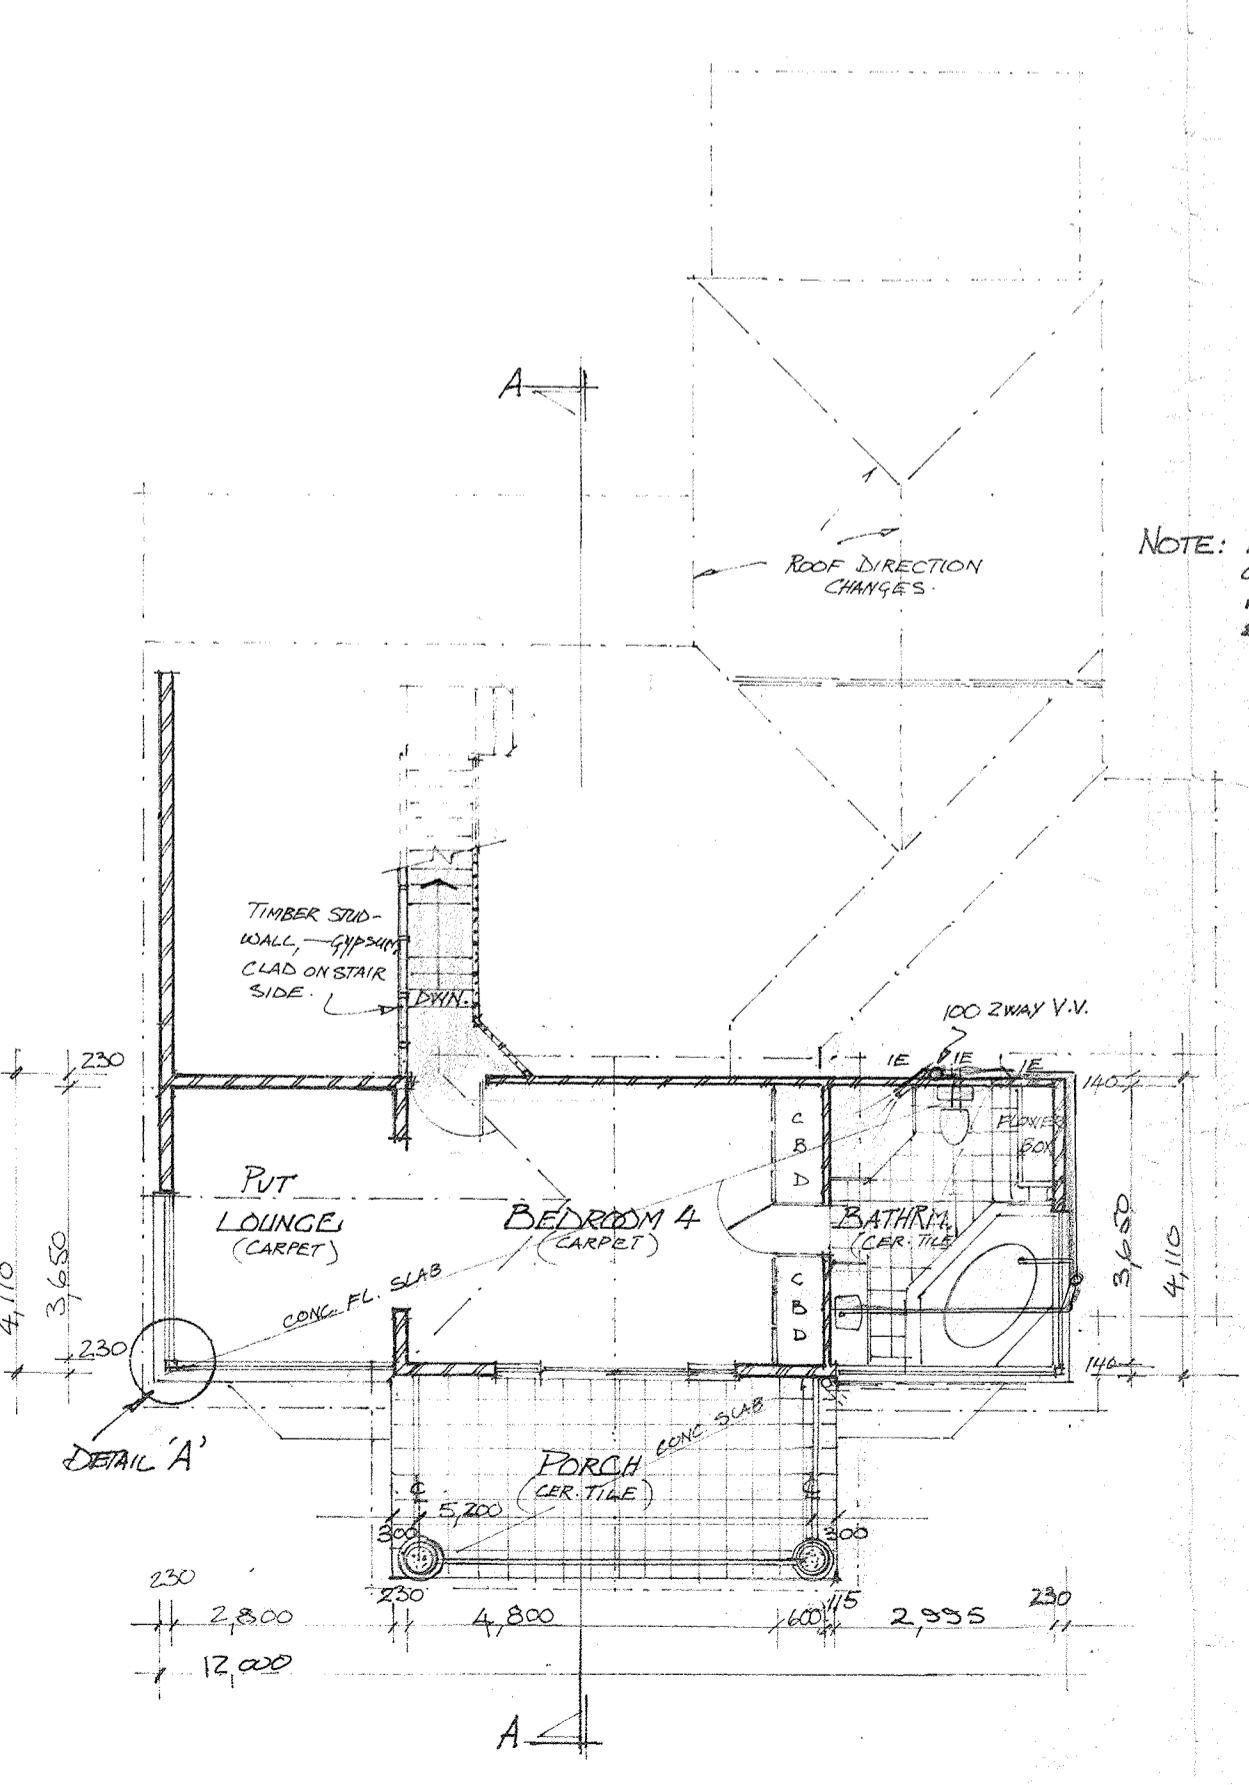 A
NOTE:
ROOF DIRECTION
CHANGES.
TIMBER STUD-
WALL, — GYPSUM
CLAD ON STAIR
SIDE.
DWN.
100 2WAY V.V.
IE
IE
IE
230
140
C
B
D
FLOWER
BOX
PUT
LOUNGE
(CARPET)
BEDROOM 4
(CARPET)
BATHRM.
(CER. TILE
4,110
3,650
3,650
4,110
CONC. FL. SLAB
C
B
D
230
140
DETAIL 'A'
CONC SLAB
PORCH
(CER. TILE)
5,200
300
300
230
230
115
230
2,800
4,800
600
2,995
12,000
A